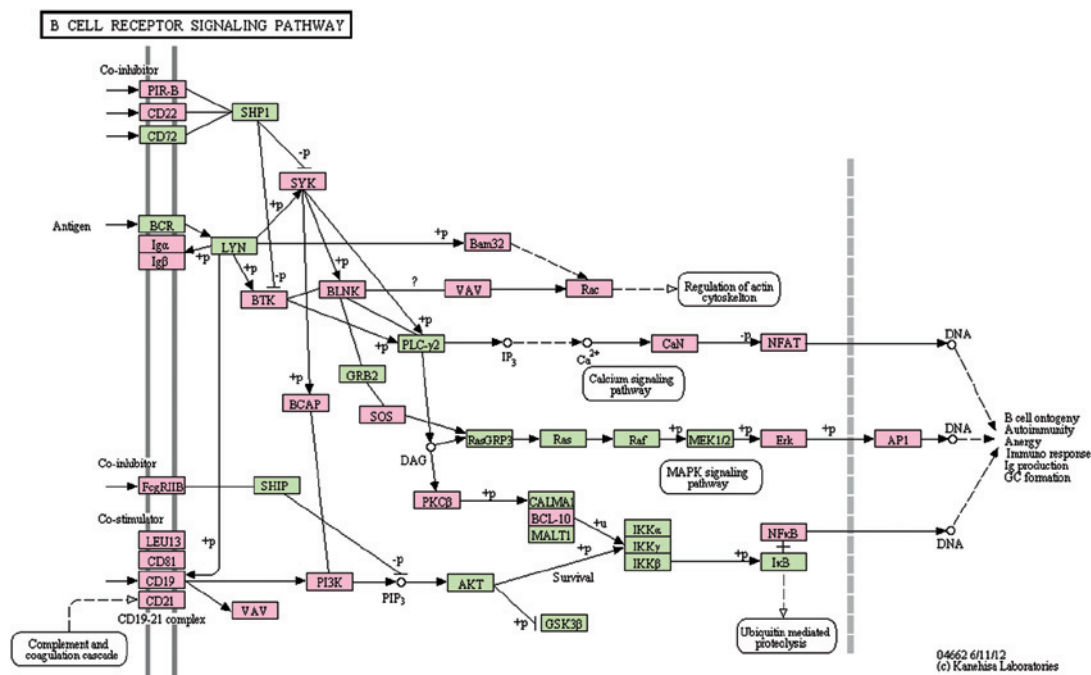 B CELL RECEPTOR SIGNALING PATHWAY
Co-inhibitor
PIR-B
CD22
SHP1
CD72
-p
SYK
+p
Antigen
BCR
LYN
+p
Bam32
Igα
Igβ
+p
+p
-p
+p
BTK
BLNK
?
VAV
Rac
Regulation of actin
cytoskelton
+p
+p
PLC-γ2
IP3
Ca2+
CaN
-p
NFAT
DNA
GRB2
Calcium signaling
pathway
+p
BCAP
SOS
DAG
RasGRP3
Ras
Raf
+p
MEK1/2
+p
Erk
+p
AP1
DNA
B cell ontogeny
Autoimmunity
Anergy
Immuno response
Ig production
GC formation
MAPK signaling
pathway
Co-inhibitor
FcgRIIB
SHIP
PKCβ
+p
CALMA1
BCL-10
MALT1
+u
+p
IKKα
IKKγ
IKKβ
+p
NFκB
IκB
DNA
Co-stimulator
LEU13
CD81
CD19
CD21
+p
CD19-21 complex
VAV
PI3K
-p
PIP3
AKT
Survival
+p
GSK3β
Complement and
coagulation cascade
Ubiquitin mediated
proteolysis
04662 6/11/12
(c) Kanehisa Laboratories